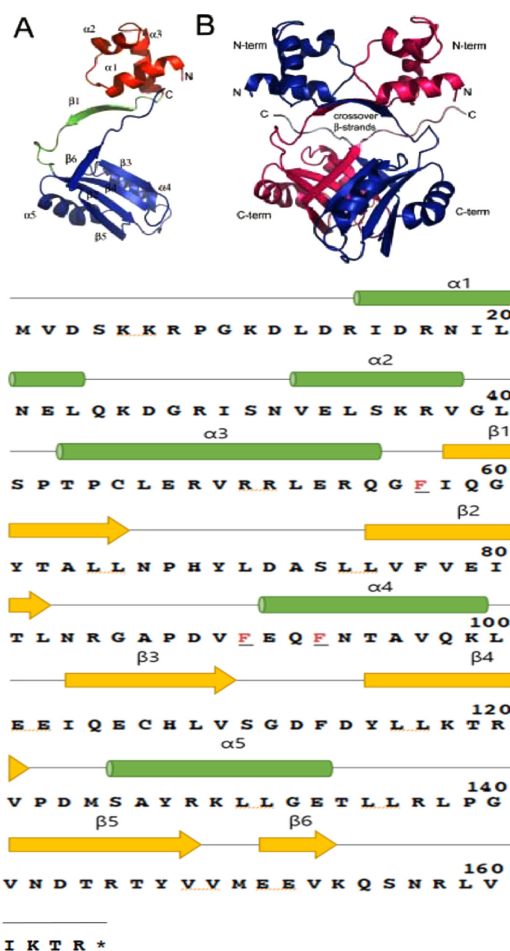 A
B
α2
α3
α1
N
C
β1
β6
β3
α4
α5
β5
N-term
N-term
N
N
C
C
crossover
β-strands
C-term
C-term
α1
20
M V D S K K R P G K D L D R I D R N I L
α2
40
N E L Q K D G R I S N V E L S K R V G L
α3
β1
60
S P T P C L E R V R R L E R Q G F I Q G
β2
80
Y T A L L N P H Y L D A S L L V F V E I
α4
100
T L N R G A P D V F E Q F N T A V Q K L
β3
β4
120
E E I Q E C H L V S G D F D Y L L K T R
α5
140
V P D M S A Y R K L L G E T L L R L P G
β5
β6
160
V N D T R T Y V V M E E V K Q S N R L V
I K T R *